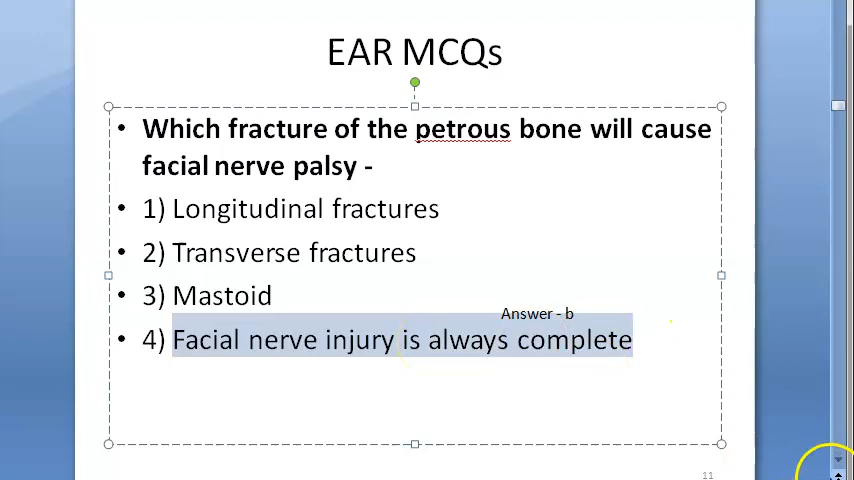 EAR MCQs
• Which fracture of the petrous bone will cause
facial nerve palsy -
• 1) Longitudinal fractures
• 2) Transverse fractures
• 3) Mastoid
Answer - b
• 4) Facial nerve injury is always complete
11